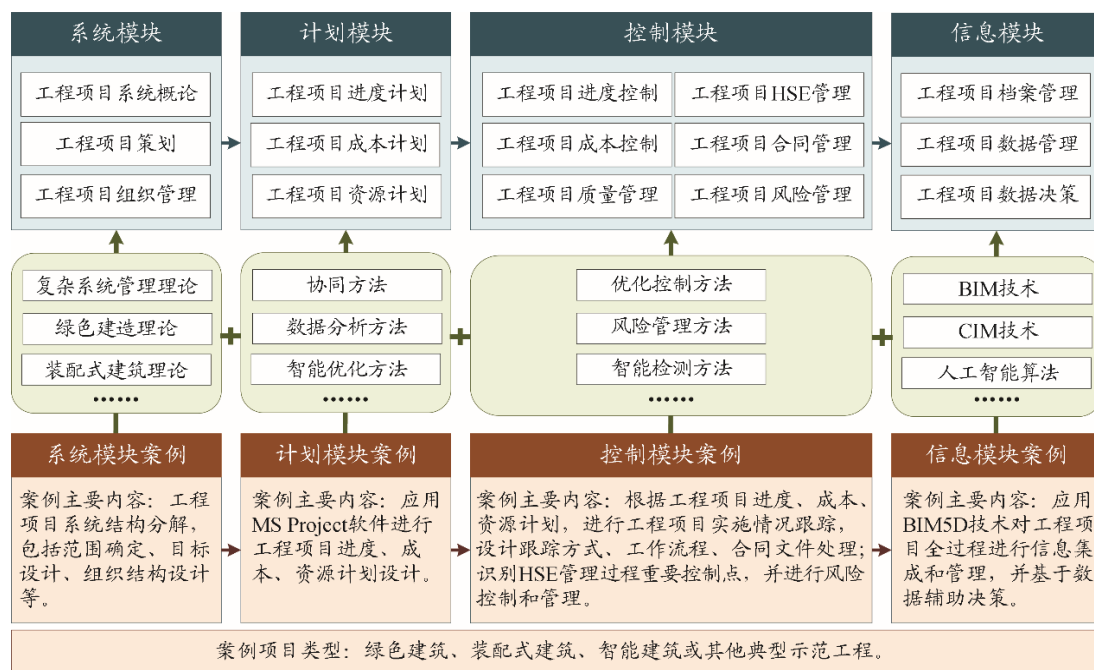 系统模块
计划模块
控制模块
信息模块
工程项目系统概论
工程项目策划
工程项目组织管理
工程项目进度计划
工程项目成本计划
工程项目资源计划
工程项目进度控制
工程项目HSE管理
工程项目成本控制
工程项目合同管理
工程项目质量管理
工程项目风险管理
工程项目档案管理
工程项目数据管理
工程项目数据决策
复杂系统管理理论
绿色建造理论
装配式建筑理论
••••••
+
协同方法
数据分析方法
智能优化方法
••••••
+
优化控制方法
风险管理方法
智能检测方法
••••••
+
BIM技术
CIM技术
人工智能算法
••••••
系统模块案例
案例主要内容：工程
项目系统结构分解，
包括范围确定、目标
设计、组织结构设计
等。
计划模块案例
案例主要内容：应用
MS Project软件进行
工程项目进度、成
本、资源计划设计。
控制模块案例
案例主要内容：根据工程项目进度、成本、
资源计划，进行工程项目实施情况跟踪，
设计跟踪方式、工作流程、合同文件处理；
识别HSE管理过程重要控制点，并进行风险
控制和管理。
信息模块案例
案例主要内容：应用
BIM5D技术对工程项
目全过程进行信息集
成和管理，并基于数
据辅助决策。
案例项目类型：绿色建筑、装配式建筑、智能建筑或其他典型示范工程。